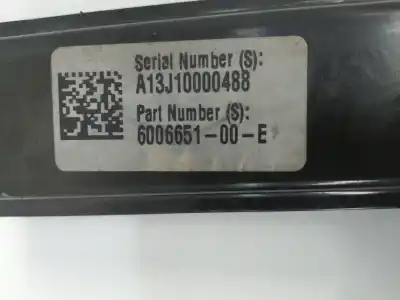 Serial Number (S):
A13J10000488
Part Number (S):
6006651-00-E